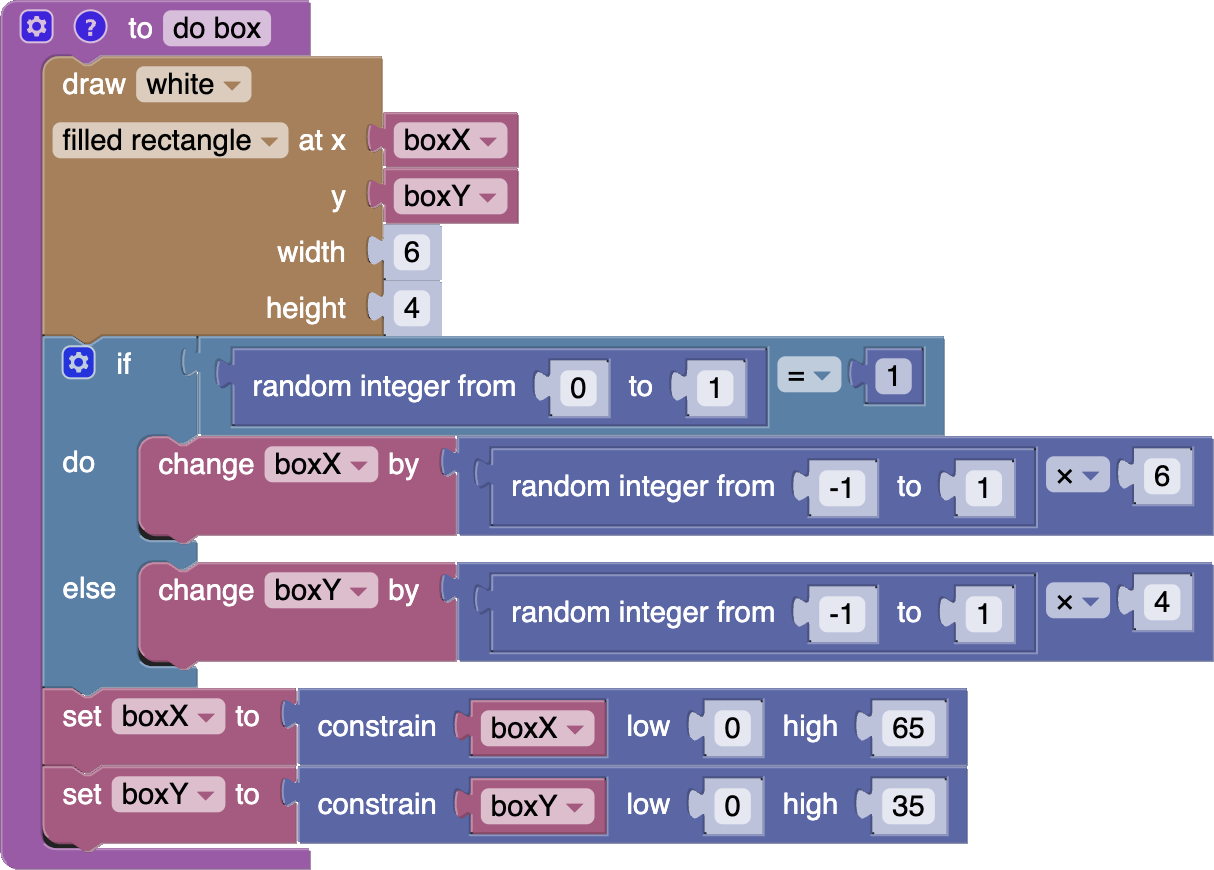 ? to do box
draw white
filled rectangle at x boxX
y boxY
width 6
height 4
if random integer from 0 to 1 = 1
do change boxX by random integer from -1 to 1 × 6
else change boxY by random integer from -1 to 1 × 4
set boxX to constrain boxX low 0 high 65
set boxY to constrain boxY low 0 high 35